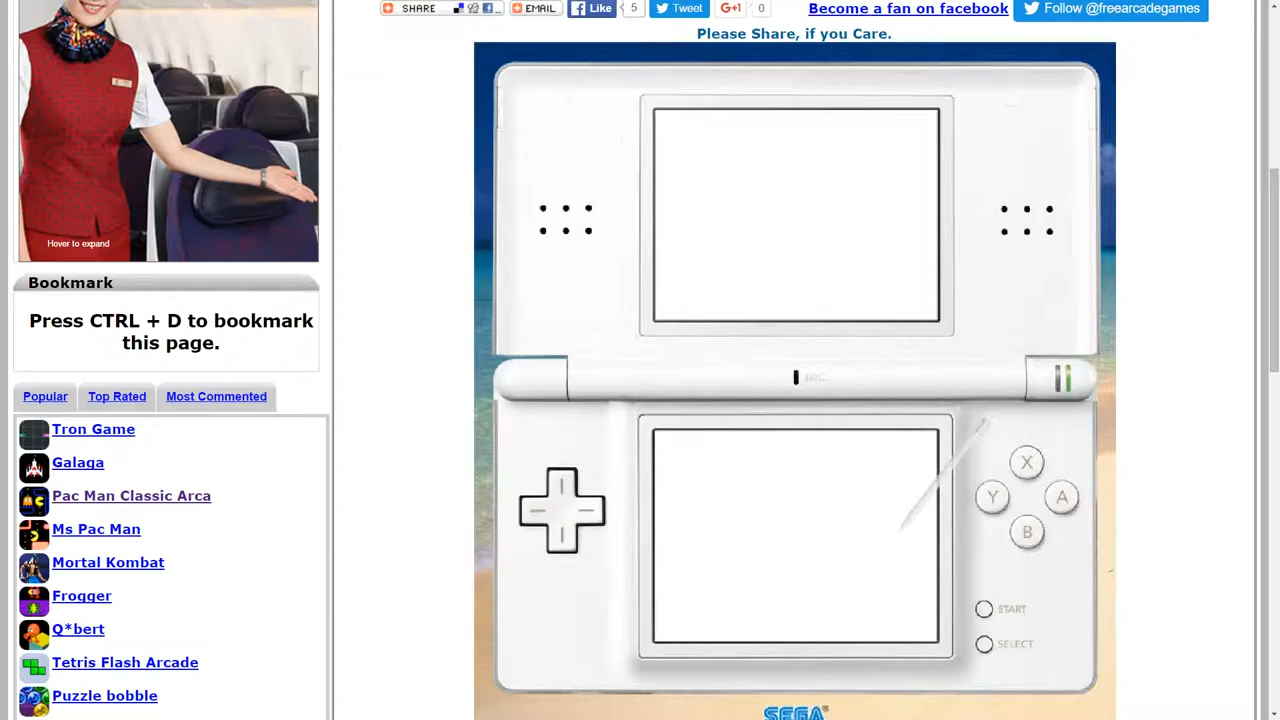 SHARE
EMAIL
Like
5
Tweet
+1
0
Become a fan on facebook
Follow @freearcadegames
Please Share, if you Care.
Hover to expand
Bookmark
Press CTRL + D to bookmark
this page.
Popular
Top Rated
Most Commented
Tron Game
Galaga
Pac Man Classic Arca
Ms Pac Man
Mortal Kombat
Frogger
Q*bert
Tetris Flash Arcade
Puzzle bobble
MIC.
X
Y
A
B
START
SELECT
SEGA®